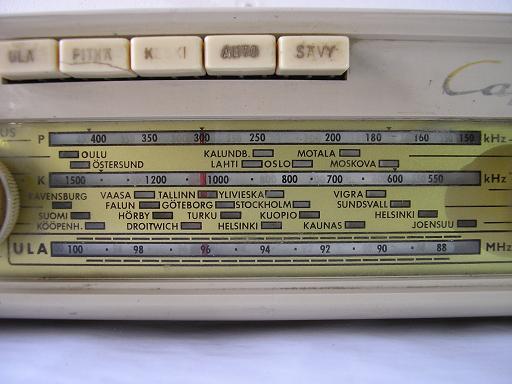 ULA PITKÄ KESKI AUTO SÄVY
P 400 350 300 250 200 180 160 150 kHz
OULU KALUNDB. MOTALA
ÖSTERSUND LAHTI OSLO MOSKOVA
K 1500 1200 1000 800 700 600 550 kHz
RAVENSBURG VAASA TALLINN YLIVIESKA VIGRA
FALUN GÖTEBORG STOCKHOLM SUNDSVALL
SUOMI HÖRBY TURKU KUOPIO HELSINKI
KÖÖPENH. DROITWICH HELSINKI KAUNAS JOENSUU
ULA 100 98 96 94 92 90 88 MHz